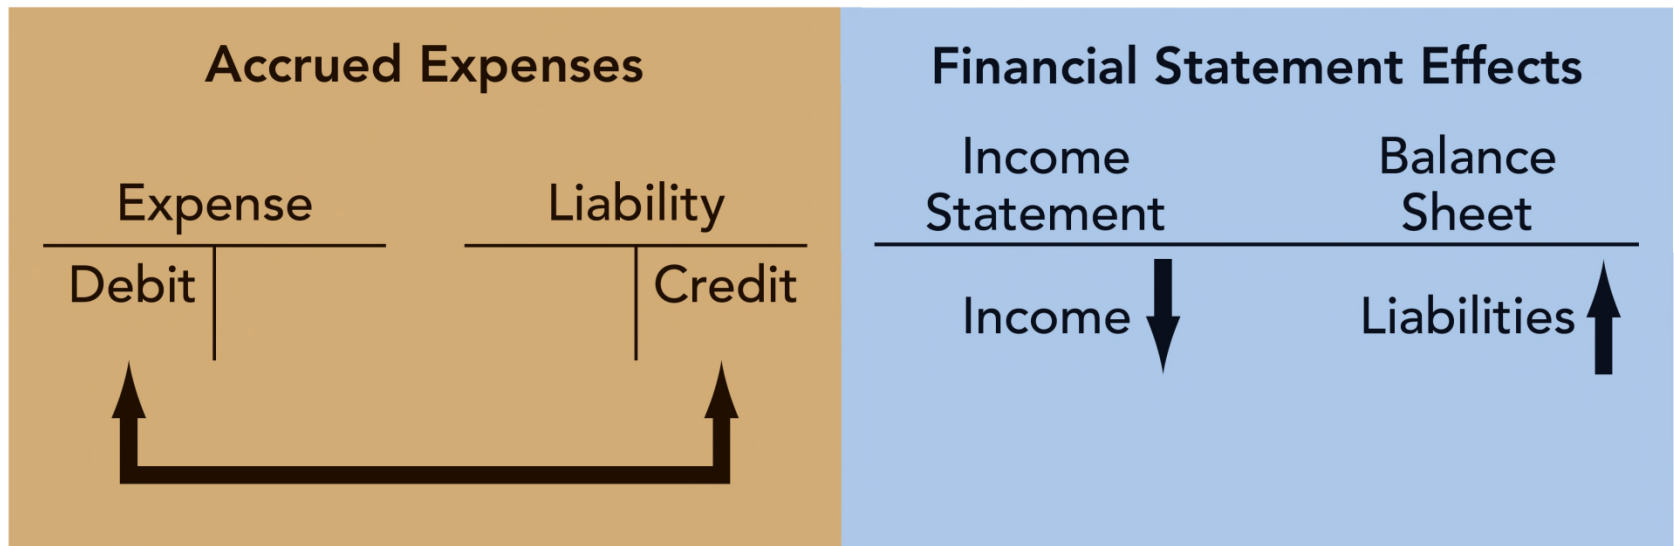 Accrued Expenses
Expense
Liability
Debit
Credit
Financial Statement Effects
Income
Statement
Balance
Sheet
Income
Liabilities